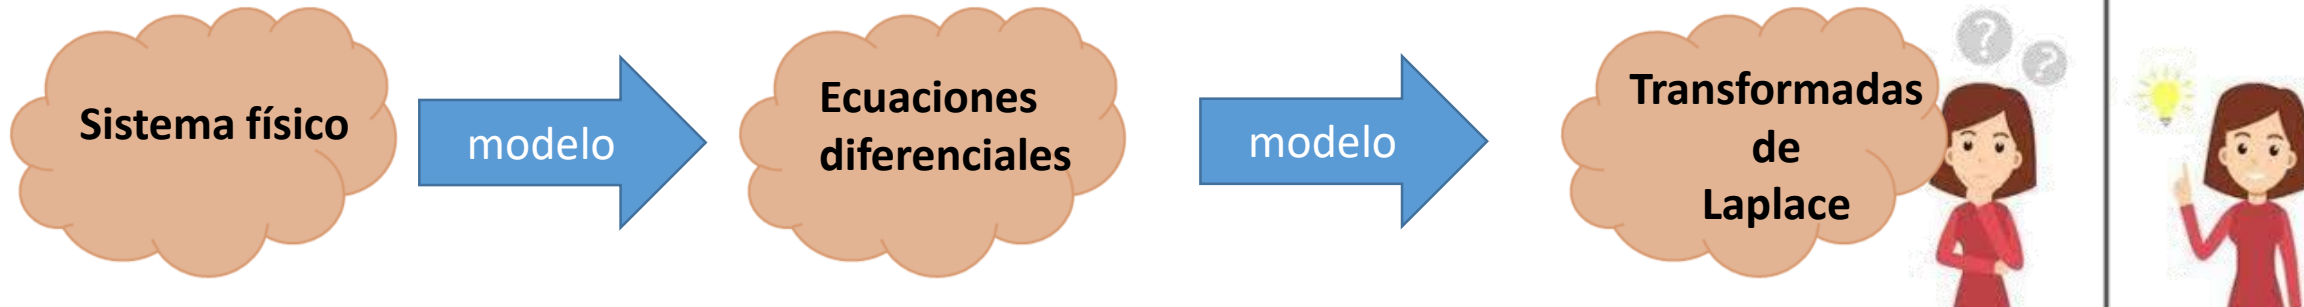 Sistema físico
modelo
Ecuaciones
diferenciales
modelo
Transformadas
de
Laplace
?
?